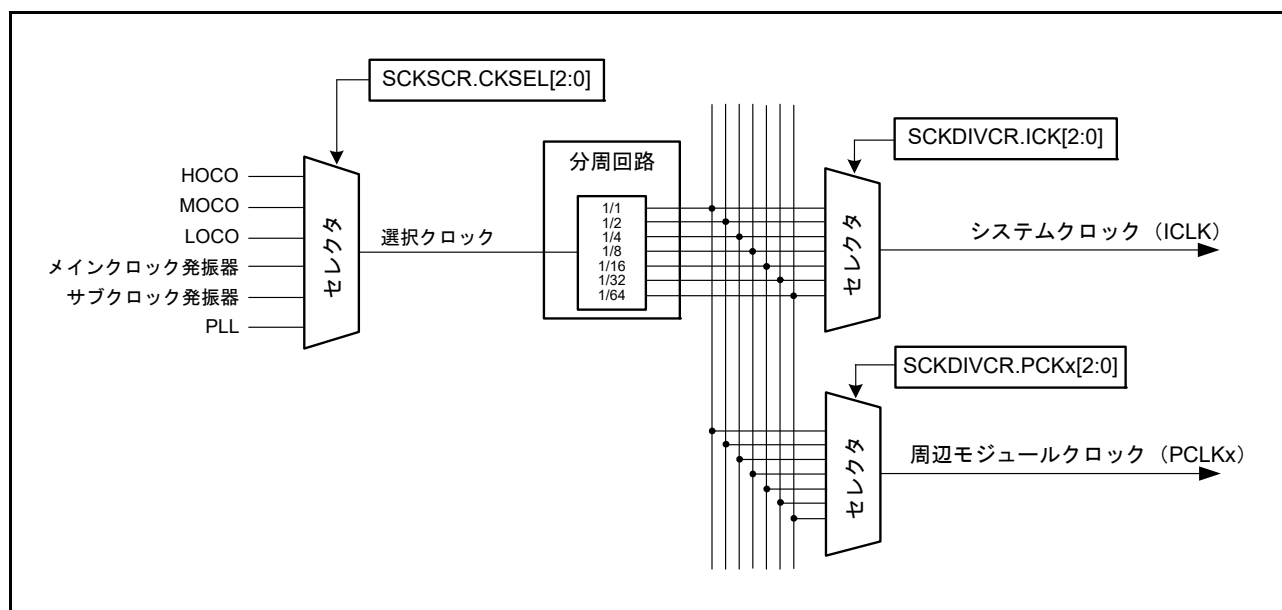 SCKSCR.CKSEL[2:0]
HOCO
MOCO
LOCO
メインクロック発振器
サブクロック発振器
PLL
セレクタ
選択クロック
分周回路
1/1
1/2
1/4
1/8
1/16
1/32
1/64
SCKDIVCR.ICK[2:0]
セレクタ
システムクロック（ICLK）
SCKDIVCR.PCKx[2:0]
セレクタ
周辺モジュールクロック（PCLKx）